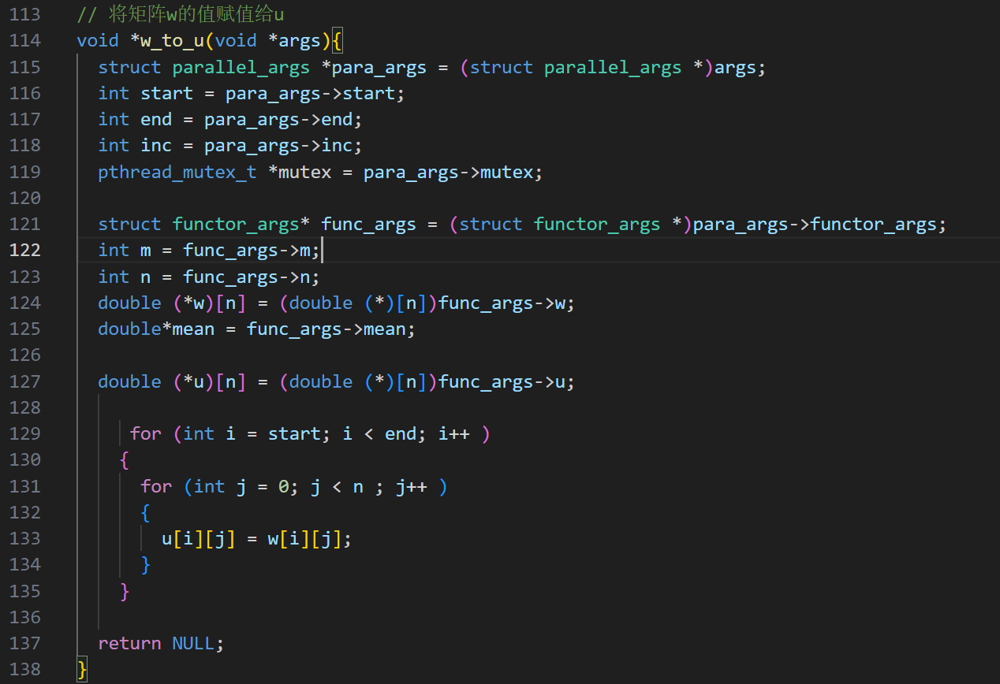 113 // 将矩阵w的值赋值给u
114 void *w_to_u(void *args){
115 struct parallel_args *para_args = (struct parallel_args *)args;
116 int start = para_args->start;
117 int end = para_args->end;
118 int inc = para_args->inc;
119 pthread_mutex_t *mutex = para_args->mutex;
120
121 struct functor_args* func_args = (struct functor_args *)para_args->functor_args;
122 int m = func_args->m;
123 int n = func_args->n;
124 double (*w)[n] = (double (*)[n])func_args->w;
125 double*mean = func_args->mean;
126
127 double (*u)[n] = (double (*)[n])func_args->u;
128
129 for (int i = start; i < end; i++ )
130 {
131 for (int j = 0; j < n ; j++ )
132 {
133 u[i][j] = w[i][j];
134 }
135 }
136
137 return NULL;
138 }